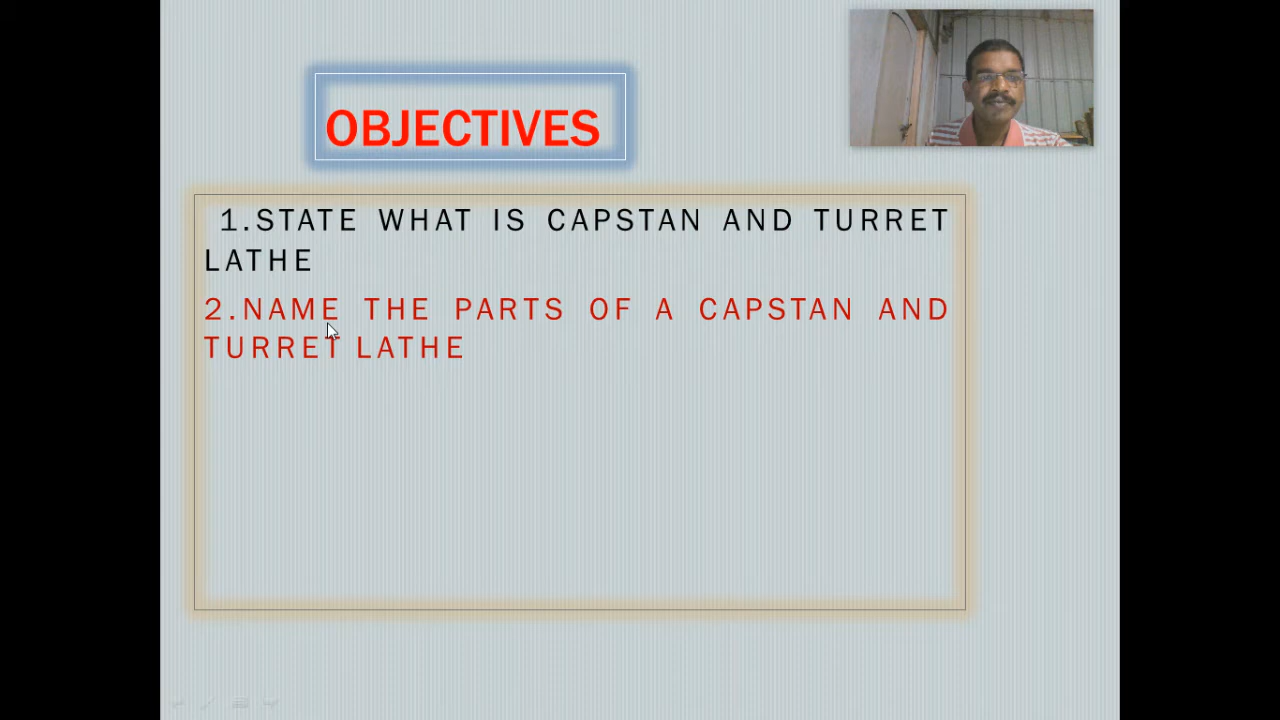 OBJECTIVES
1.STATE WHAT IS CAPSTAN AND TURRET
LATHE
2.NAME THE PARTS OF A CAPSTAN AND
TURRET LATHE